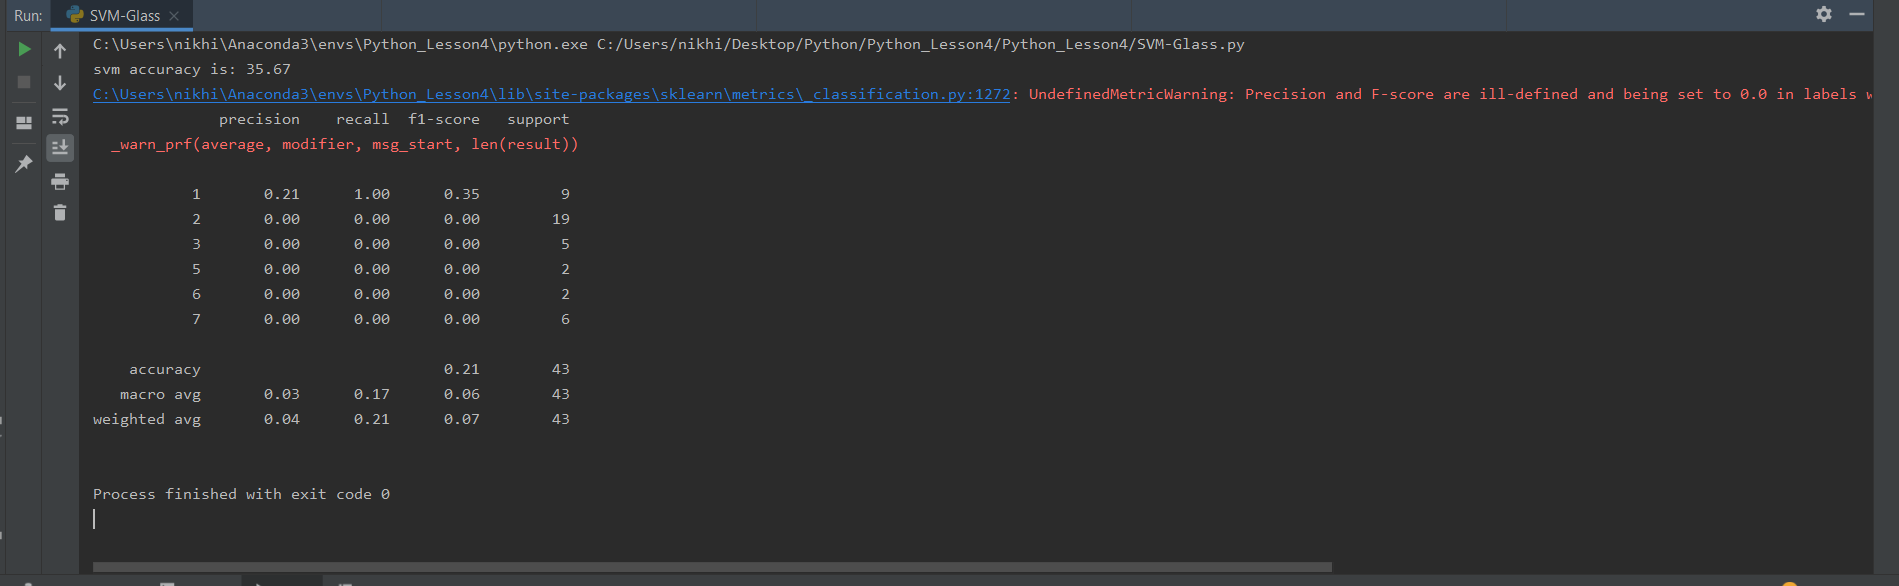 Run: SVM-Glass
C:\Users\nikhi\Anaconda3\envs\Python_Lesson4\python.exe C:/Users/nikhi/Desktop/Python/Python_Lesson4/Python_Lesson4/SVM-Glass.py
svm accuracy is: 35.67
C:\Users\nikhi\Anaconda3\envs\Python_Lesson4\lib\site-packages\sklearn\metrics\_classification.py:1272: UndefinedMetricWarning: Precision and F-score are ill-defined and being set to 0.0 in labels w
precision recall f1-score support
_warn_prf(average, modifier, msg_start, len(result))
1 0.21 1.00 0.35 9
2 0.00 0.00 0.00 19
3 0.00 0.00 0.00 5
5 0.00 0.00 0.00 2
6 0.00 0.00 0.00 2
7 0.00 0.00 0.00 6
accuracy 0.21 43
macro avg 0.03 0.17 0.06 43
weighted avg 0.04 0.21 0.07 43
Process finished with exit code 0